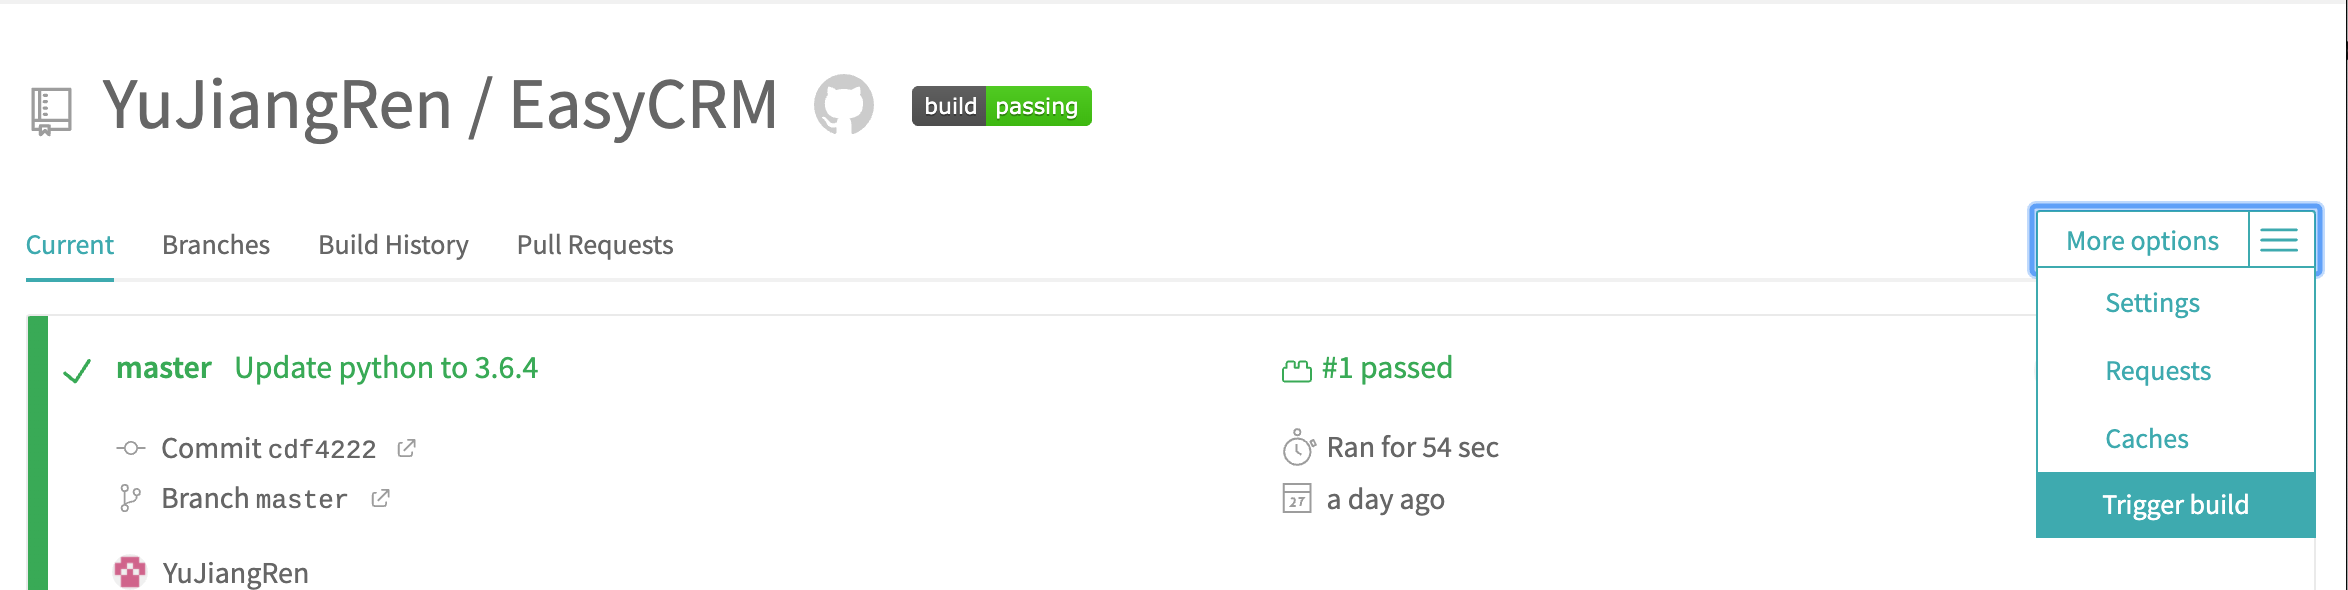 YuJiangRen / EasyCRM build passing
Current Branches Build History Pull Requests More options
Settings
Requests
Caches
Trigger build
master Update python to 3.6.4
Commit cdf4222
Branch master
YuJiangRen
#1 passed
Ran for 54 sec
27 a day ago